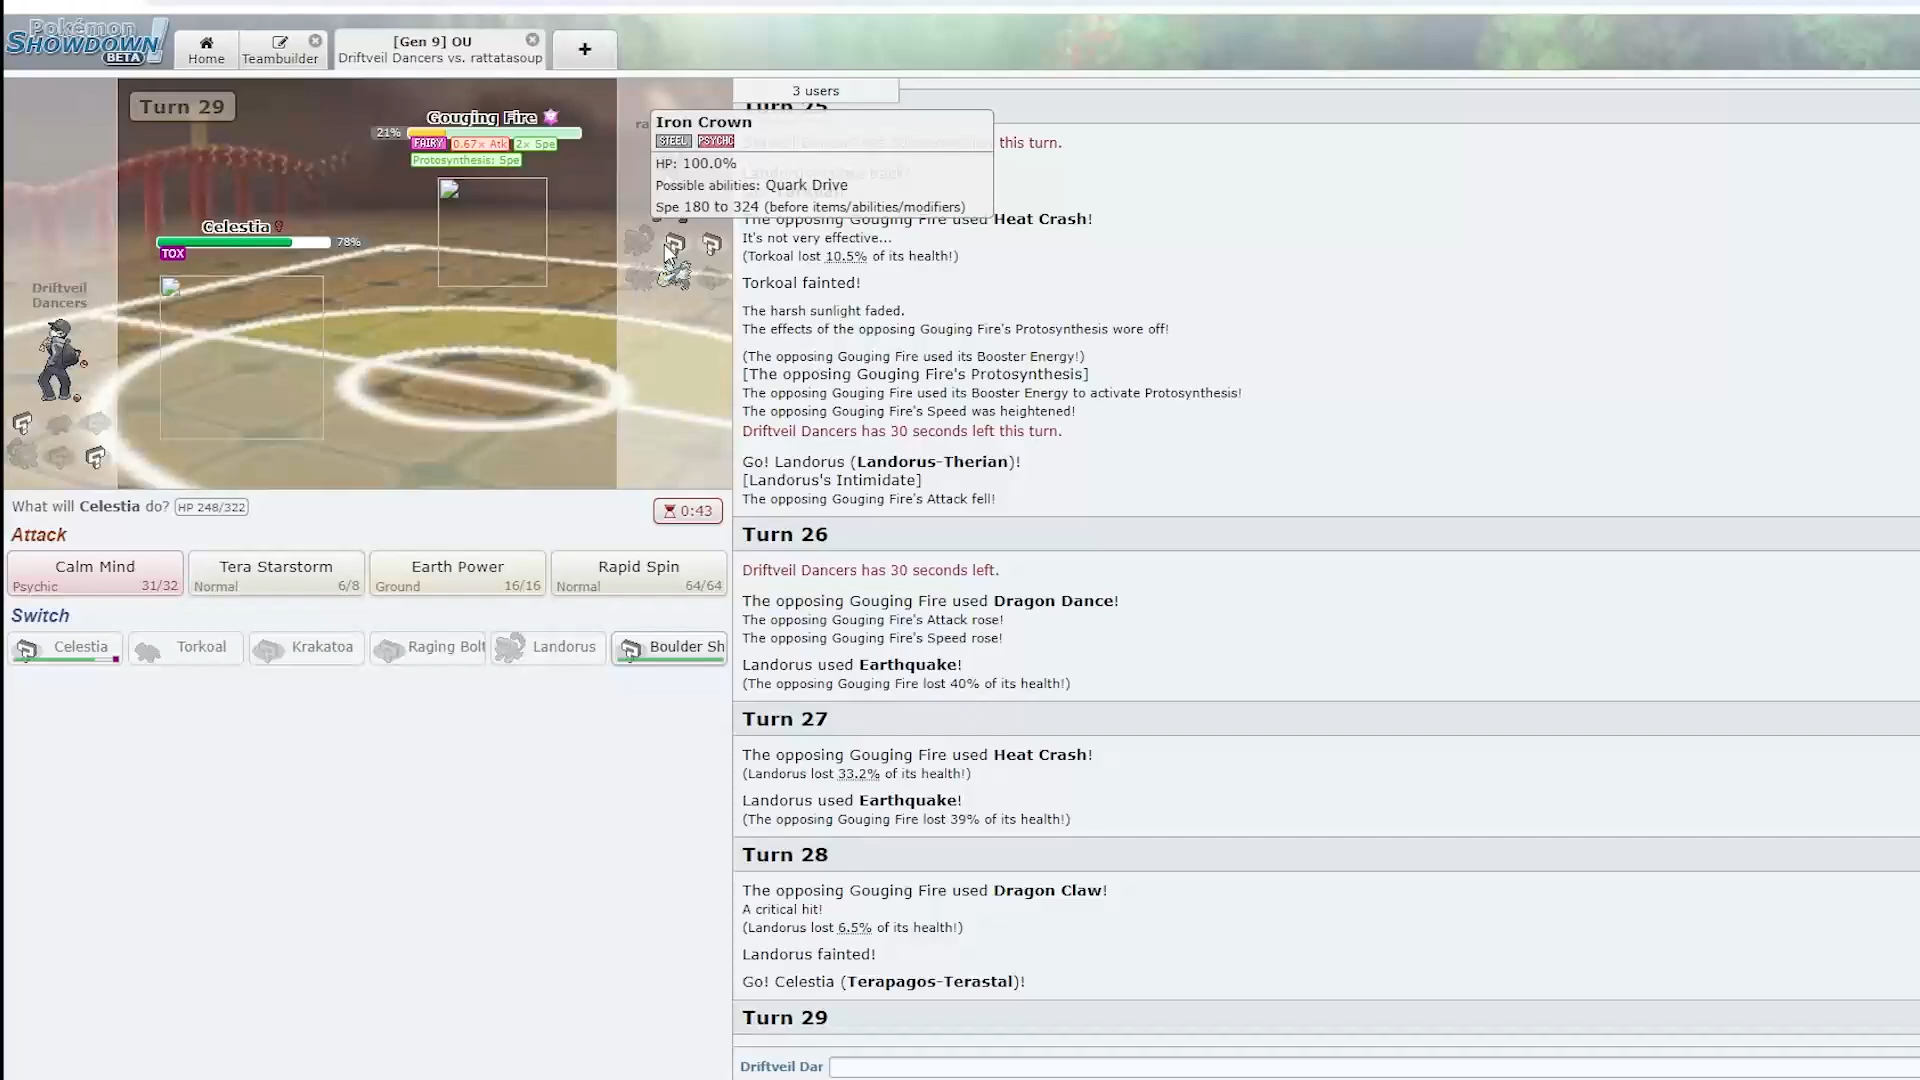 Pokémon
SHOWDOWN!
BETA
Home
Teambuilder
[Gen 9] OU
Driftveil Dancers vs. rattatasoup
+
Turn 29
Gouging Fire
21%
FAIRY 0.67× Atk 2× Spe
Protosynthesis: Spe
Celestia
78%
TOX
Driftveil
Dancers
ra
What will Celestia do? HP 248/322
0:43
Attack
Calm Mind
Psychic 31/32
Tera Starstorm
Normal 6/8
Earth Power
Ground 16/16
Rapid Spin
Normal 64/64
Switch
Celestia
Torkoal
Krakatoa
Raging Bolt
Landorus
Boulder Sh
3 users
Turn 25
Iron Crown
STEEL PSYCHC
HP: 100.0%
Possible abilities: Quark Drive
Spe 180 to 324 (before items/abilities/modifiers)
this turn.
The opposing Gouging Fire used Heat Crash!
It's not very effective...
(Torkoal lost 10.5% of its health!)
Torkoal fainted!
The harsh sunlight faded.
The effects of the opposing Gouging Fire's Protosynthesis wore off!
(The opposing Gouging Fire used its Booster Energy!)
[The opposing Gouging Fire's Protosynthesis]
The opposing Gouging Fire used its Booster Energy to activate Protosynthesis!
The opposing Gouging Fire's Speed was heightened!
Driftveil Dancers has 30 seconds left this turn.
Go! Landorus (Landorus-Therian)!
[Landorus's Intimidate]
The opposing Gouging Fire's Attack fell!
Turn 26
Driftveil Dancers has 30 seconds left.
The opposing Gouging Fire used Dragon Dance!
The opposing Gouging Fire's Attack rose!
The opposing Gouging Fire's Speed rose!
Landorus used Earthquake!
(The opposing Gouging Fire lost 40% of its health!)
Turn 27
The opposing Gouging Fire used Heat Crash!
(Landorus lost 33.2% of its health!)
Landorus used Earthquake!
(The opposing Gouging Fire lost 39% of its health!)
Turn 28
The opposing Gouging Fire used Dragon Claw!
A critical hit!
(Landorus lost 6.5% of its health!)
Landorus fainted!
Go! Celestia (Terapagos-Terastal)!
Turn 29
Driftveil Dar